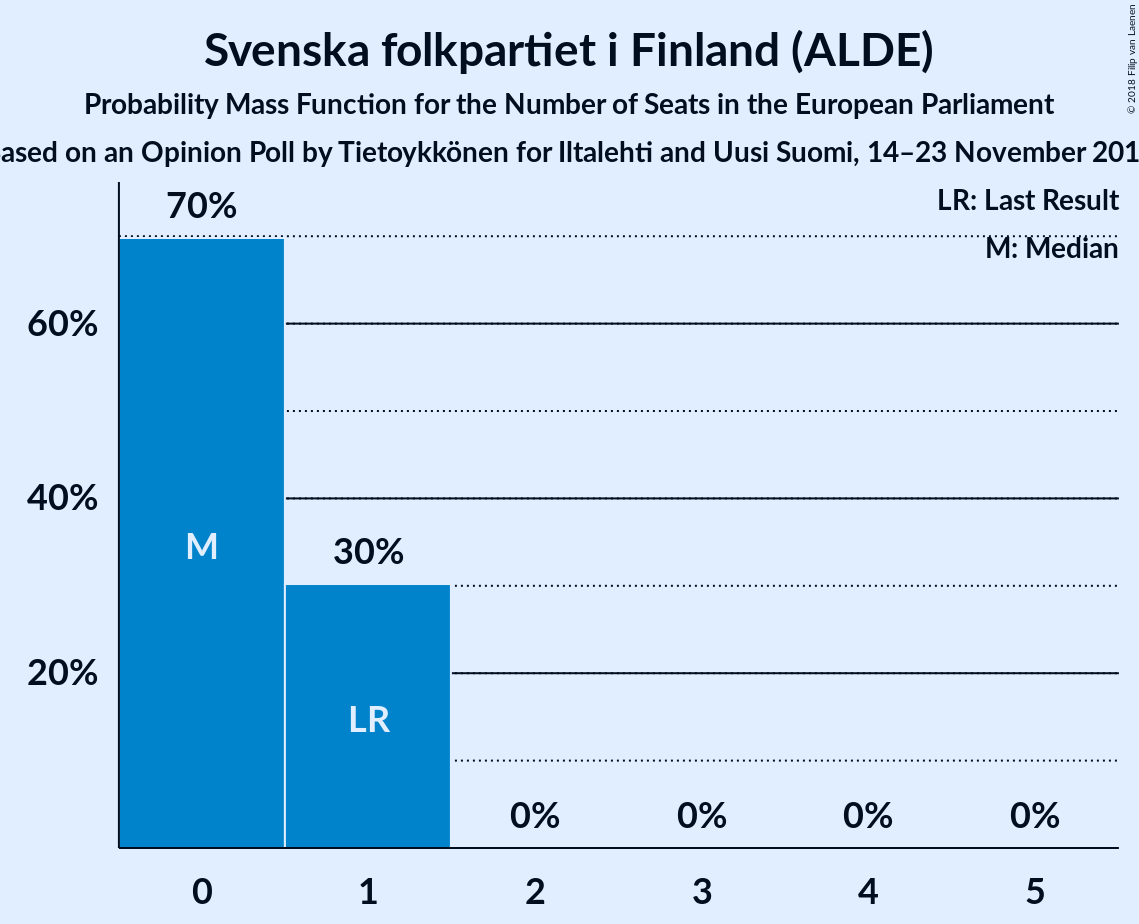 Svenska folkpartiet i Finland (ALDE)
Probability Mass Function for the Number of Seats in the European Parliament
ased on an Opinion Poll by Tietoykkönen for Iltalehti and Uusi Suomi, 14–23 November 201
© 2018 Filip van Laenen
LR: Last Result
M: Median
70%
60%
40%
20%
M
30%
LR
0% 0% 0% 0%
0 1 2 3 4 5